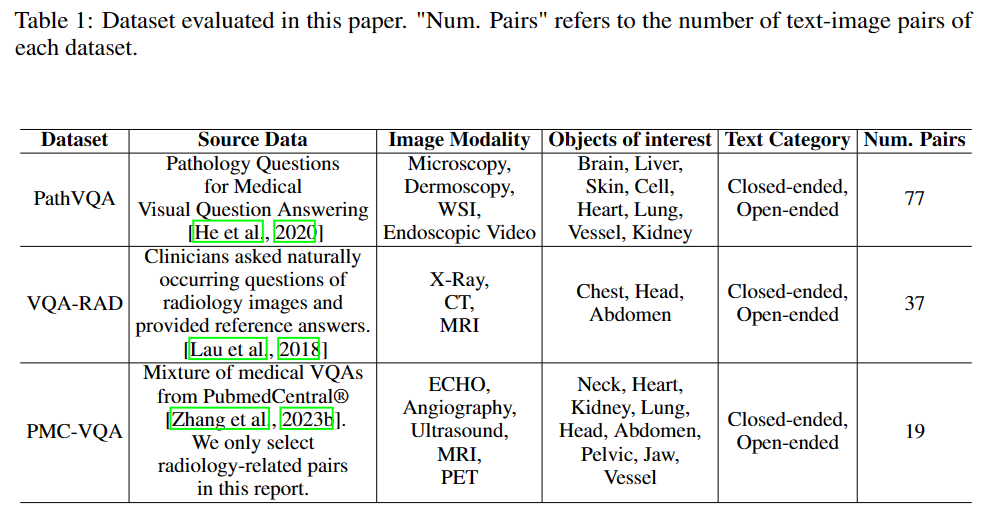 Table 1: Dataset evaluated in this paper. "Num. Pairs" refers to the number of text-image pairs of
each dataset.
Dataset
Source Data
Image Modality
Objects of interest
Text Category
Num. Pairs
PathVQA
Pathology Questions
for Medical
Visual Question Answering
[He et al., 2020]
Microscopy,
Dermoscopy,
WSI,
Endoscopic Video
Brain, Liver,
Skin, Cell,
Heart, Lung,
Vessel, Kidney
Closed-ended,
Open-ended
77
VQA-RAD
Clinicians asked naturally
occurring questions of
radiology images and
provided reference answers.
[Lau et al., 2018]
X-Ray,
CT,
MRI
Chest, Head,
Abdomen
Closed-ended,
Open-ended
37
PMC-VQA
Mixture of medical VQAs
from PubmedCentral®
[Zhang et al., 2023b].
We only select
radiology-related pairs
in this report.
ECHO,
Angiography,
Ultrasound,
MRI,
PET
Neck, Heart,
Kidney, Lung,
Head, Abdomen,
Pelvic, Jaw,
Vessel
Closed-ended,
Open-ended
19